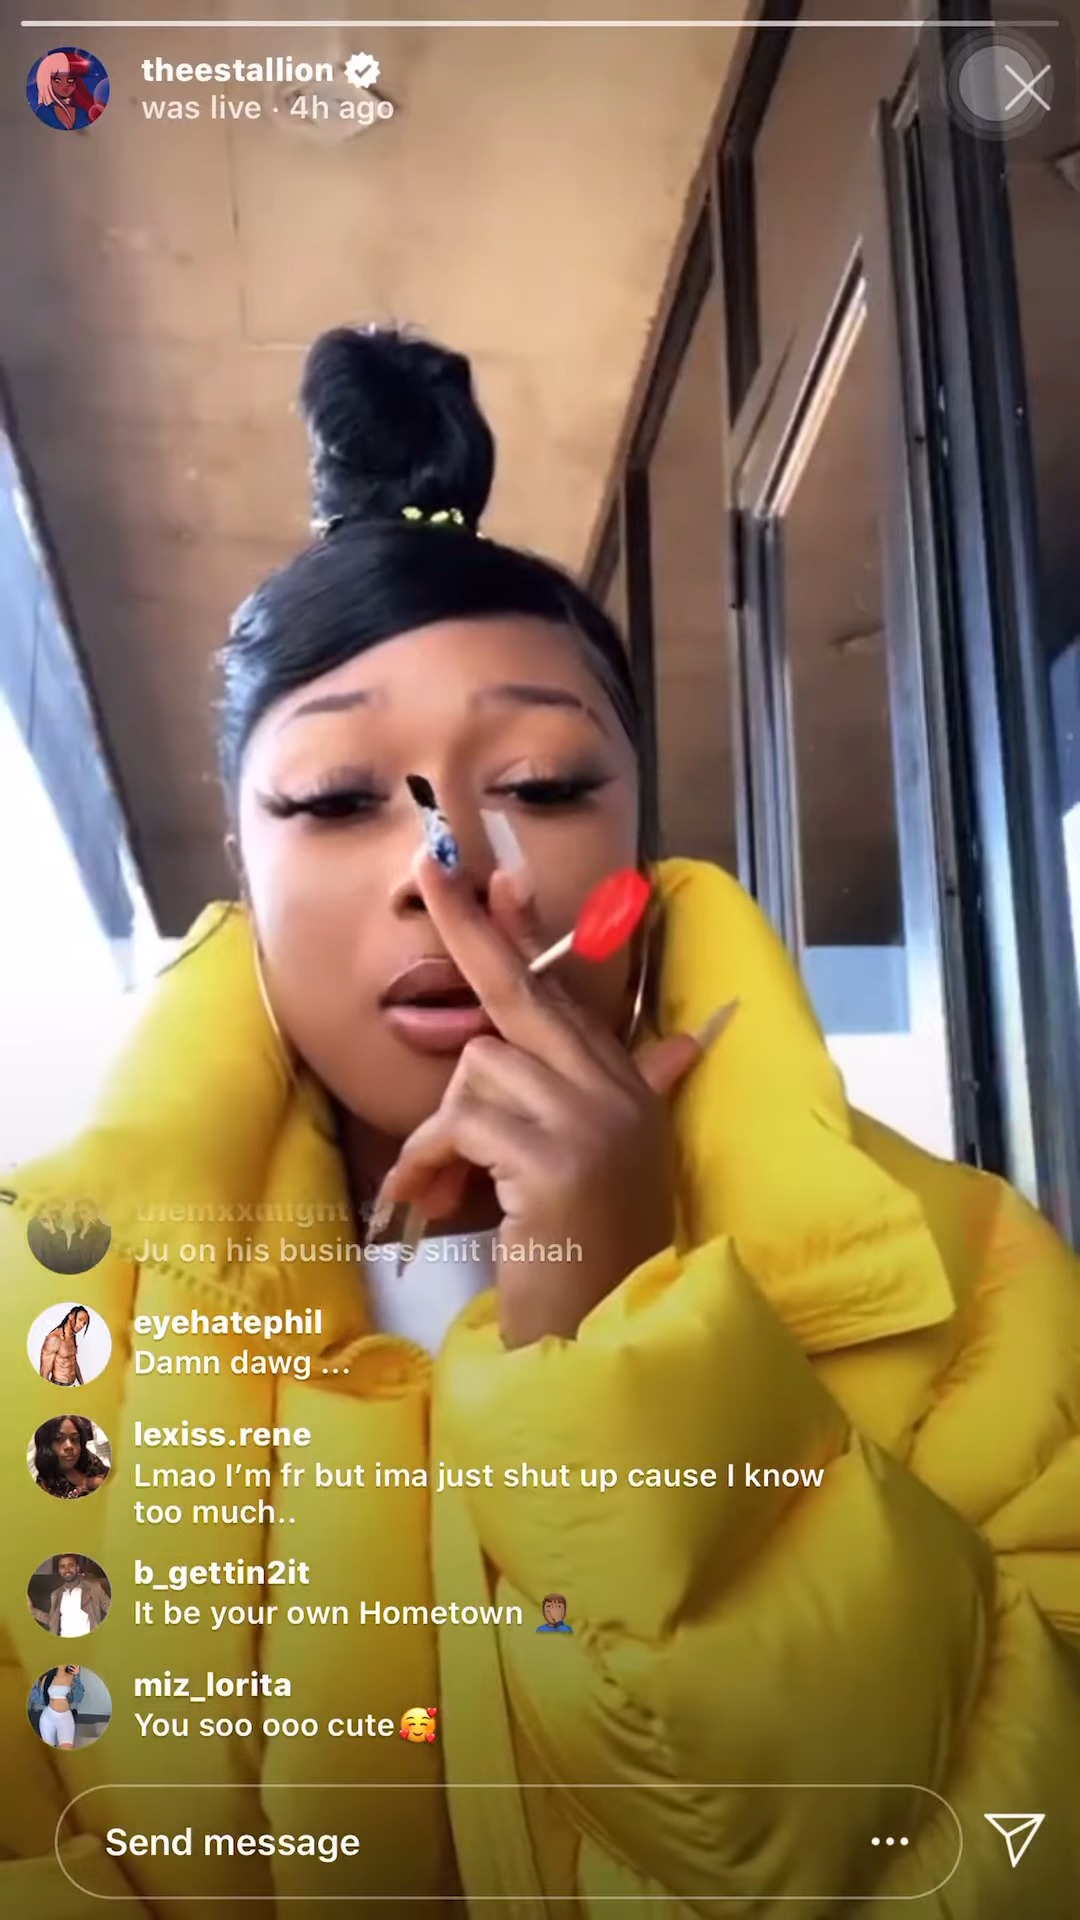 theestallion
was live · 4h ago
themxxnlight
Ju on his business shit hahah
eyehatephil
Damn dawg ...
lexiss.rene
Lmao I’m fr but ima just shut up cause I know
too much..
b_gettin2it
It be your own Hometown 🤦🏽‍♂️
miz_lorita
You soo ooo cute🥰
Send message